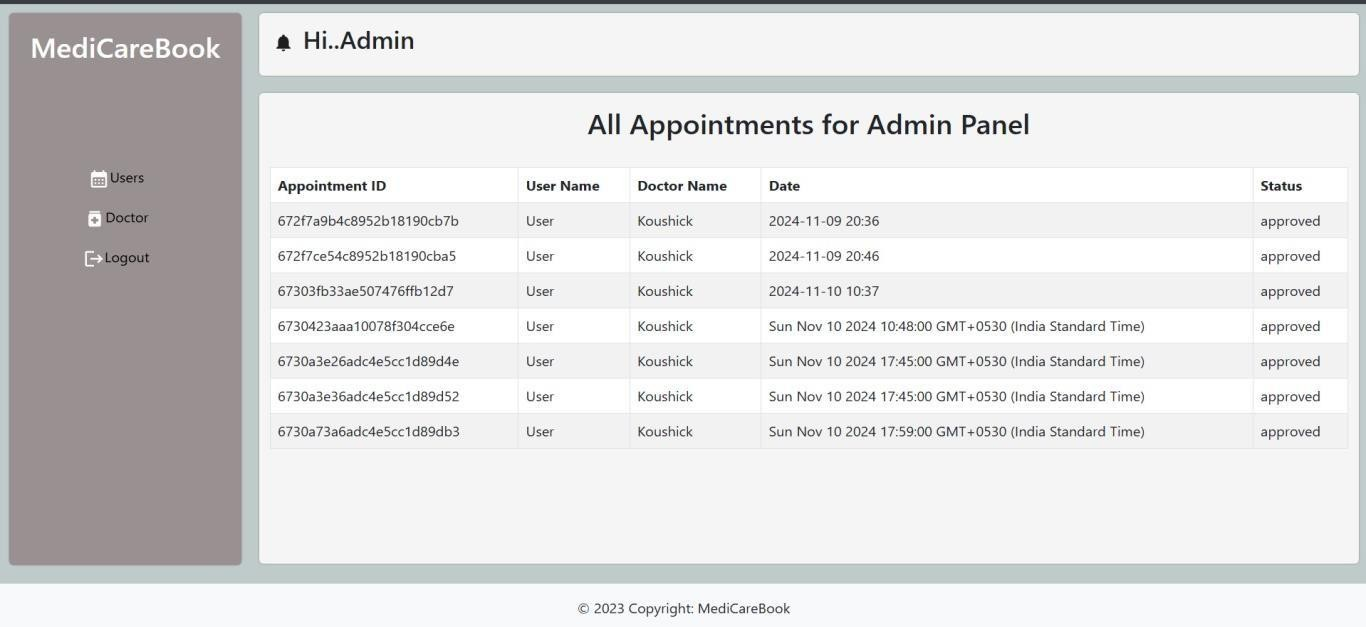 MediCareBook
Users
Doctor
Logout
Hi..Admin
All Appointments for Admin Panel
Appointment ID User Name Doctor Name Date Status
672f7a9b4c8952b18190cb7b User Koushick 2024-11-09 20:36 approved
672f7ce54c8952b18190cba5 User Koushick 2024-11-09 20:46 approved
67303fb33ae507476ffb12d7 User Koushick 2024-11-10 10:37 approved
6730423aaa10078f304cce6e User Koushick Sun Nov 10 2024 10:48:00 GMT+0530 (India Standard Time) approved
6730a3e26adc4e5cc1d89d4e User Koushick Sun Nov 10 2024 17:45:00 GMT+0530 (India Standard Time) approved
6730a3e36adc4e5cc1d89d52 User Koushick Sun Nov 10 2024 17:45:00 GMT+0530 (India Standard Time) approved
6730a73a6adc4e5cc1d89db3 User Koushick Sun Nov 10 2024 17:59:00 GMT+0530 (India Standard Time) approved
© 2023 Copyright: MediCareBook